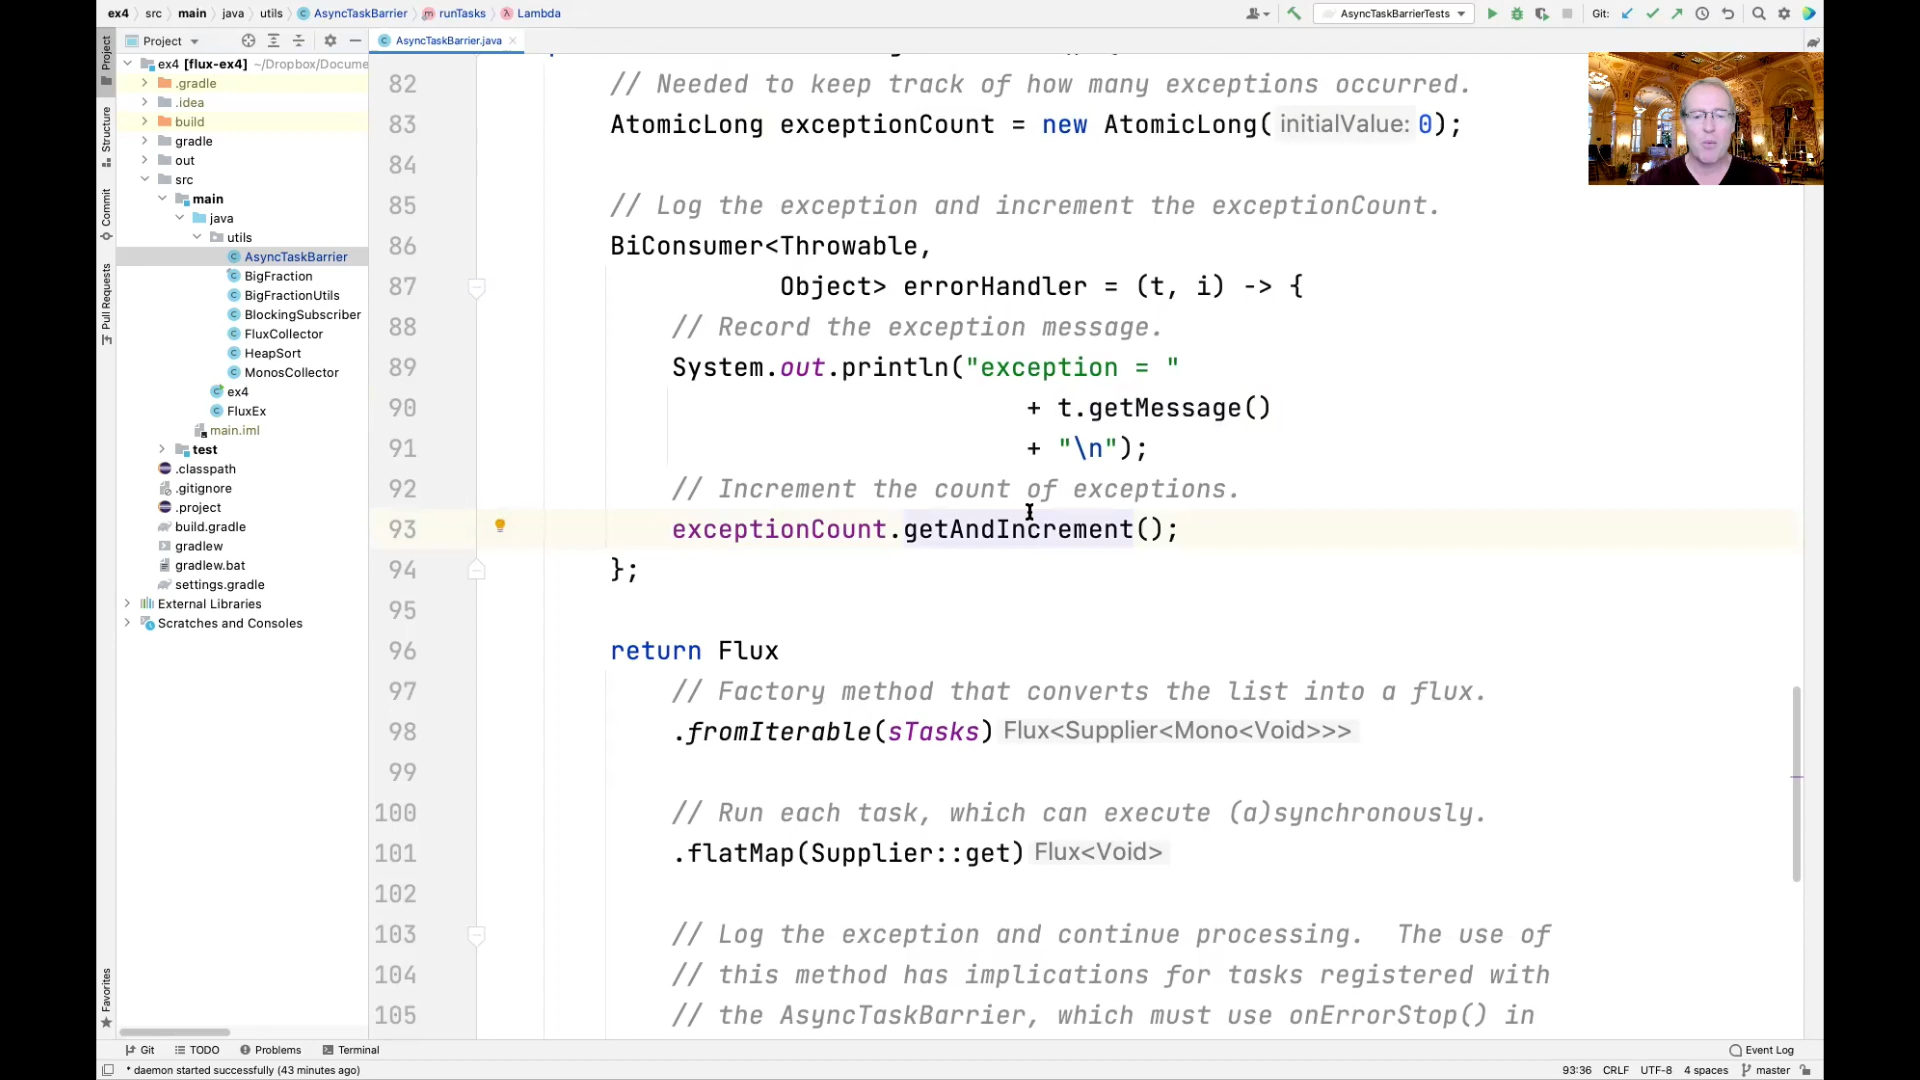 ex4 src main java utils AsyncTaskBarrier runTasks Lambda AsyncTaskBarrierTests Git:
Project AsyncTaskBarrier.java
ex4 [flux-ex4] ~/Dropbox/Docume
.gradle
.idea
build
gradle
out
src
main
java
utils
AsyncTaskBarrier
BigFraction
BigFractionUtils
BlockingSubscriber
FluxCollector
HeapSort
MonosCollector
ex4
FluxEx
main.iml
test
.classpath
.gitignore
.project
build.gradle
gradlew
gradlew.bat
settings.gradle
External Libraries
Scratches and Consoles
Project
Structure
Commit
Pull Requests
Favorites
82 // Needed to keep track of how many exceptions occurred.
83 AtomicLong exceptionCount = new AtomicLong( initialValue: 0);
84
85 // Log the exception and increment the exceptionCount.
86 BiConsumer<Throwable,
87 Object> errorHandler = (t, i) -> {
88 // Record the exception message.
89 System.out.println("exception = "
90 + t.getMessage()
91 + "\n");
92 // Increment the count of exceptions.
93 exceptionCount.getAndIncrement();
94 };
95
96 return Flux
97 // Factory method that converts the list into a flux.
98 .fromIterable(sTasks) Flux<Supplier<Mono<Void>>>
99
100 // Run each task, which can execute (a)synchronously.
101 .flatMap(Supplier::get) Flux<Void>
102
103 // Log the exception and continue processing. The use of
104 // this method has implications for tasks registered with
105 // the AsyncTaskBarrier, which must use onErrorStop() in
Git TODO Problems Terminal Event Log
* daemon started successfully (43 minutes ago) 93:36 CRLF UTF-8 4 spaces master